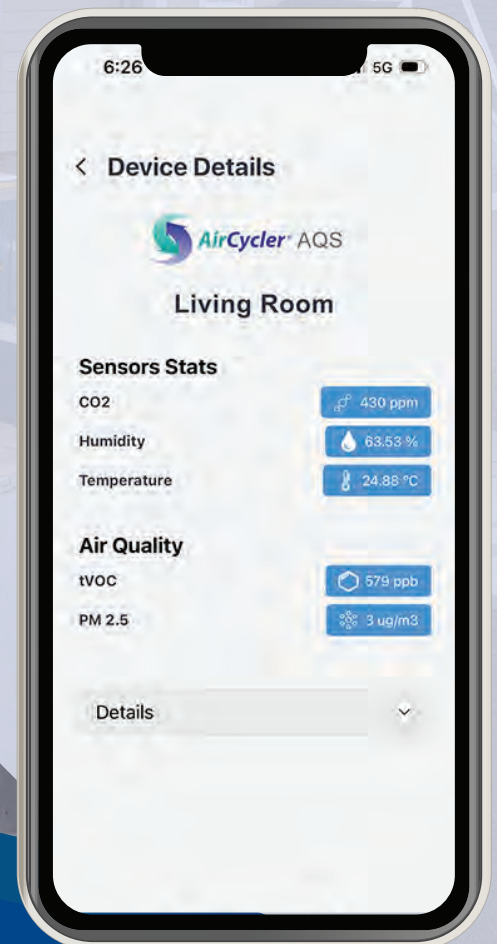 6:26 5G
< Device Details
AirCycler® AQS
Living Room
Sensors Stats
CO2 430 ppm
Humidity 63.53 %
Temperature 24.88 °C
Air Quality
tVOC 579 ppb
PM 2.5 3 ug/m3
Details